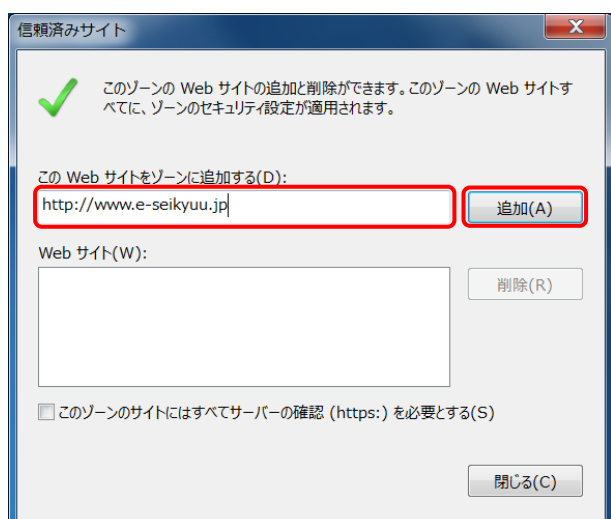 信頼済みサイト
このゾーンの Web サイトの追加と削除ができます。このゾーンの Web サイトす
べてに、ゾーンのセキュリティ設定が適用されます。
この Web サイトをゾーンに追加する(D):
http://www.e-seikyuu.jp
追加(A)
Web サイト(W):
削除(R)
このゾーンのサイトにはすべてサーバーの確認 (https:) を必要とする(S)
閉じる(C)